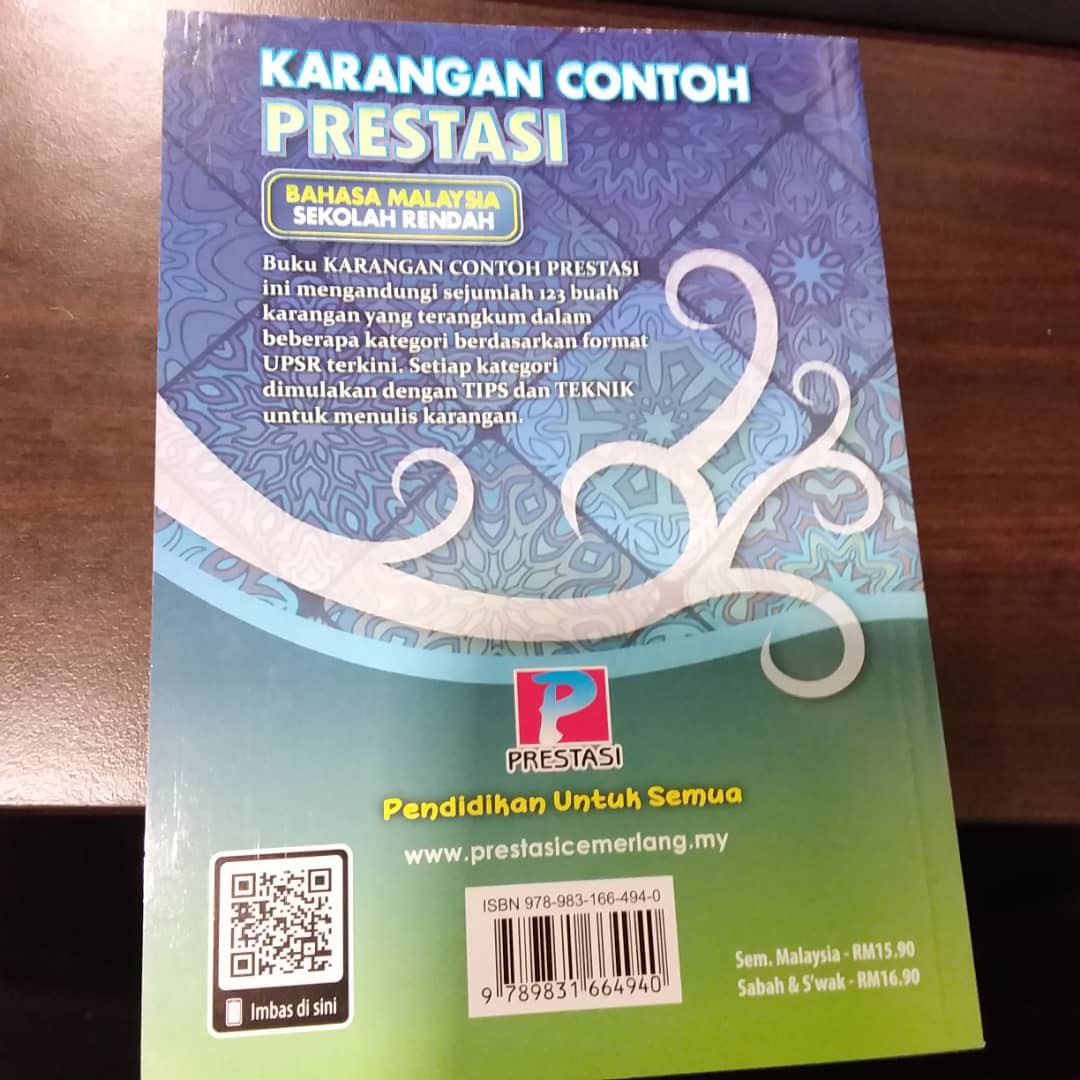 KARANGAN CONTOH
PRESTASI
BAHASA MALAYSIA
SEKOLAH RENDAH
Buku KARANGAN CONTOH PRESTASI
ini mengandungi sejumlah 123 buah
karangan yang terangkum dalam
beberapa kategori berdasarkan format
UPSR terkini. Setiap kategori
dimulakan dengan TIPS dan TEKNIK
untuk menulis karangan.
P
PRESTASI
Pendidikan Untuk Semua
www.prestasicemerlang.my
Imbas di sini
ISBN 978-983-166-494-0
9 789831 664940
Sem. Malaysia - RM15.90
Sabah & S'wak - RM16.90